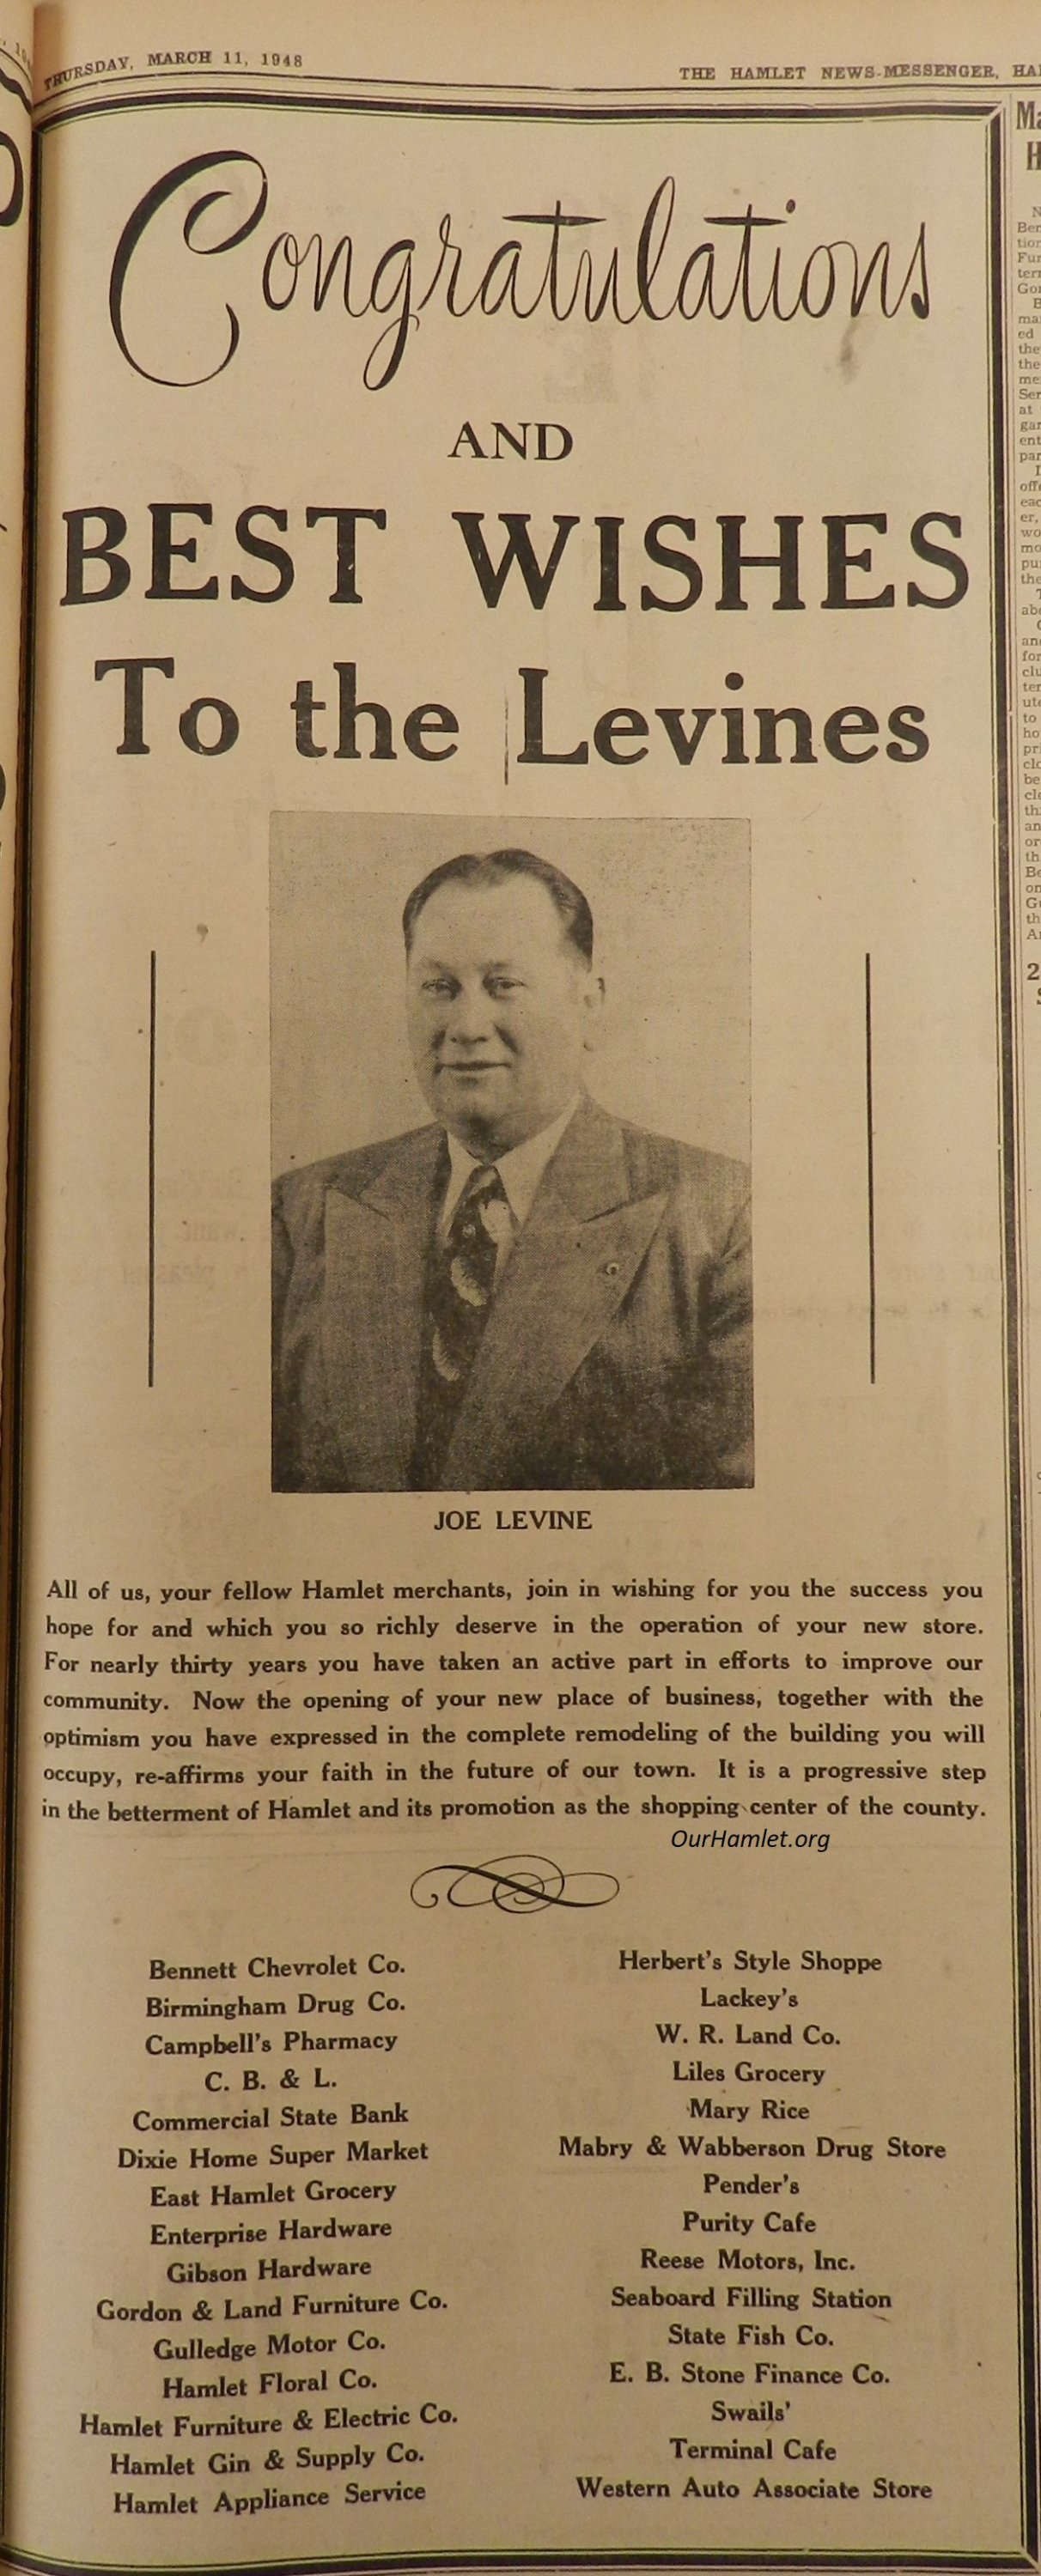 THURSDAY, MARCH 11, 1948
THE HAMLET NEWS-MESSENGER,
Congratulations
AND
BEST WISHES
To the Levines
JOE LEVINE
All of us, your fellow Hamlet merchants, join in wishing for you the success you
hope for and which you so richly deserve in the operation of your new store.
For nearly thirty years you have taken an active part in efforts to improve our
community. Now the opening of your new place of business, together with the
optimism you have expressed in the complete remodeling of the building you will
occupy, re-affirms your faith in the future of our town. It is a progressive step
in the betterment of Hamlet and its promotion as the shopping center of the county.
OurHamlet.org
Bennett Chevrolet Co.
Birmingham Drug Co.
Campbell's Pharmacy
C. B. & L.
Commercial State Bank
Dixie Home Super Market
East Hamlet Grocery
Enterprise Hardware
Gibson Hardware
Gordon & Land Furniture Co.
Gulledge Motor Co.
Hamlet Floral Co.
Hamlet Furniture & Electric Co.
Hamlet Gin & Supply Co.
Hamlet Appliance Service
Herbert's Style Shoppe
Lackey's
W. R. Land Co.
Liles Grocery
Mary Rice
Mabry & Wabberson Drug Store
Pender's
Purity Cafe
Reese Motors, Inc.
Seaboard Filling Station
State Fish Co.
E. B. Stone Finance Co.
Swails'
Terminal Cafe
Western Auto Associate Store